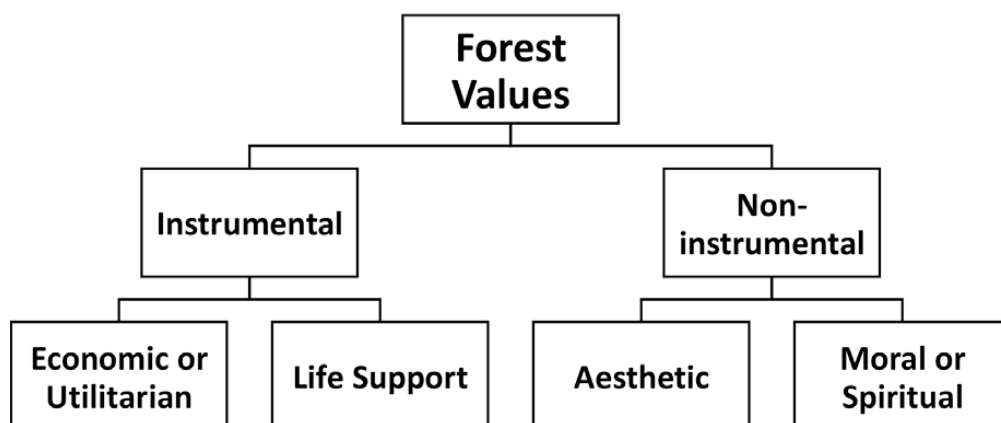 Forest
Values
Instrumental
Non-
instrumental
Economic or
Utilitarian
Life Support
Aesthetic
Moral or
Spiritual